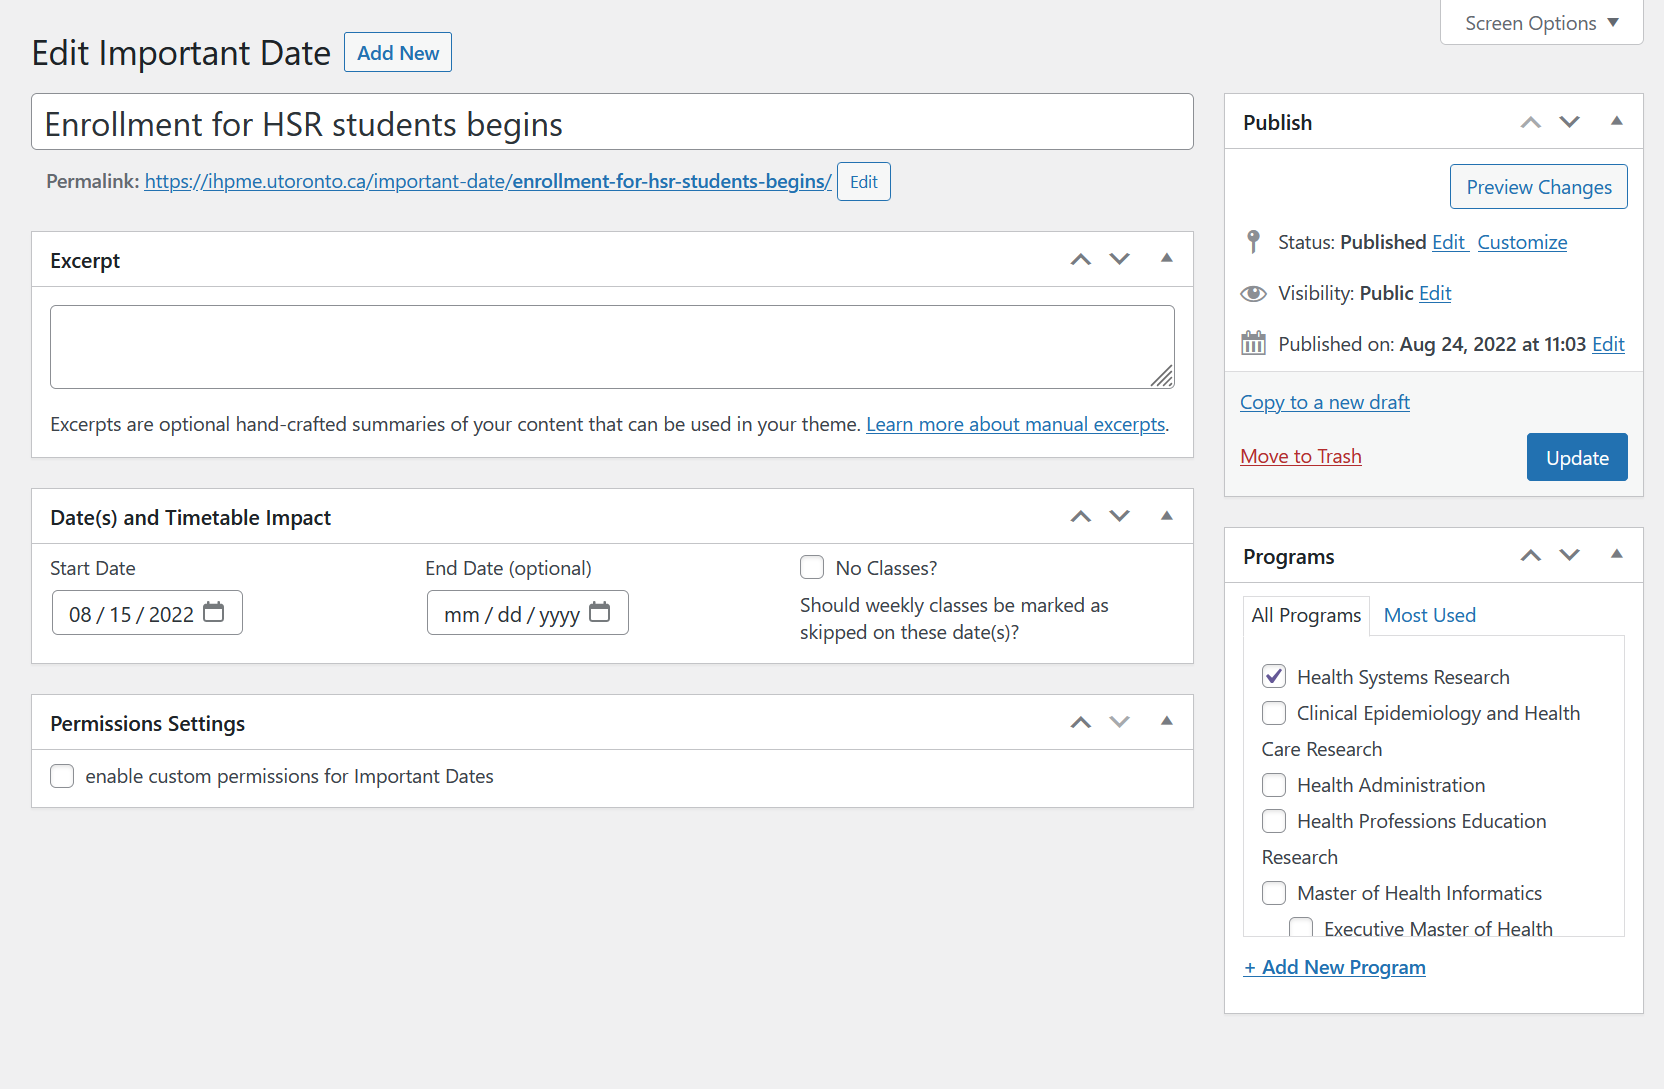 Screen Options
Edit Important Date
Add New
Enrollment for HSR students begins
Permalink: https://ihpme.utoronto.ca/important-date/enrollment-for-hsr-students-begins/ Edit
Excerpt
Excerpts are optional hand-crafted summaries of your content that can be used in your theme. Learn more about manual excerpts.
Date(s) and Timetable Impact
Start Date
08/15/2022
End Date (optional)
mm/dd/yyyy
No Classes?
Should weekly classes be marked as
skipped on these date(s)?
Permissions Settings
enable custom permissions for Important Dates
Publish
Preview Changes
Status: Published Edit Customize
Visibility: Public Edit
Published on: Aug 24, 2022 at 11:03 Edit
Copy to a new draft
Move to Trash
Update
Programs
All Programs
Most Used
Health Systems Research
Clinical Epidemiology and Health
Care Research
Health Administration
Health Professions Education
Research
Master of Health Informatics
Executive Master of Health
+ Add New Program